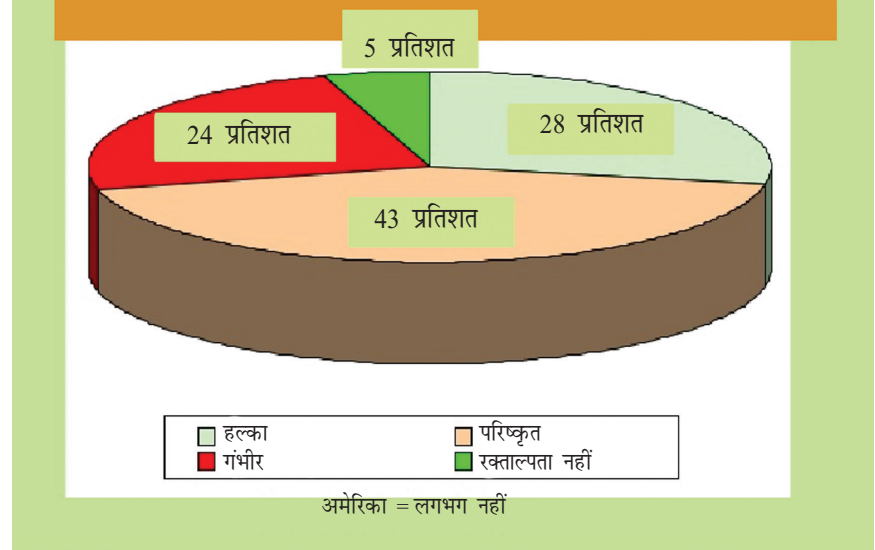 5 प्रतिशत
24 प्रतिशत
28 प्रतिशत
43 प्रतिशत
हल्का
परिष्कृत
गंभीर
रक्ताल्पता नहीं
अमेरिका = लगभग नहीं